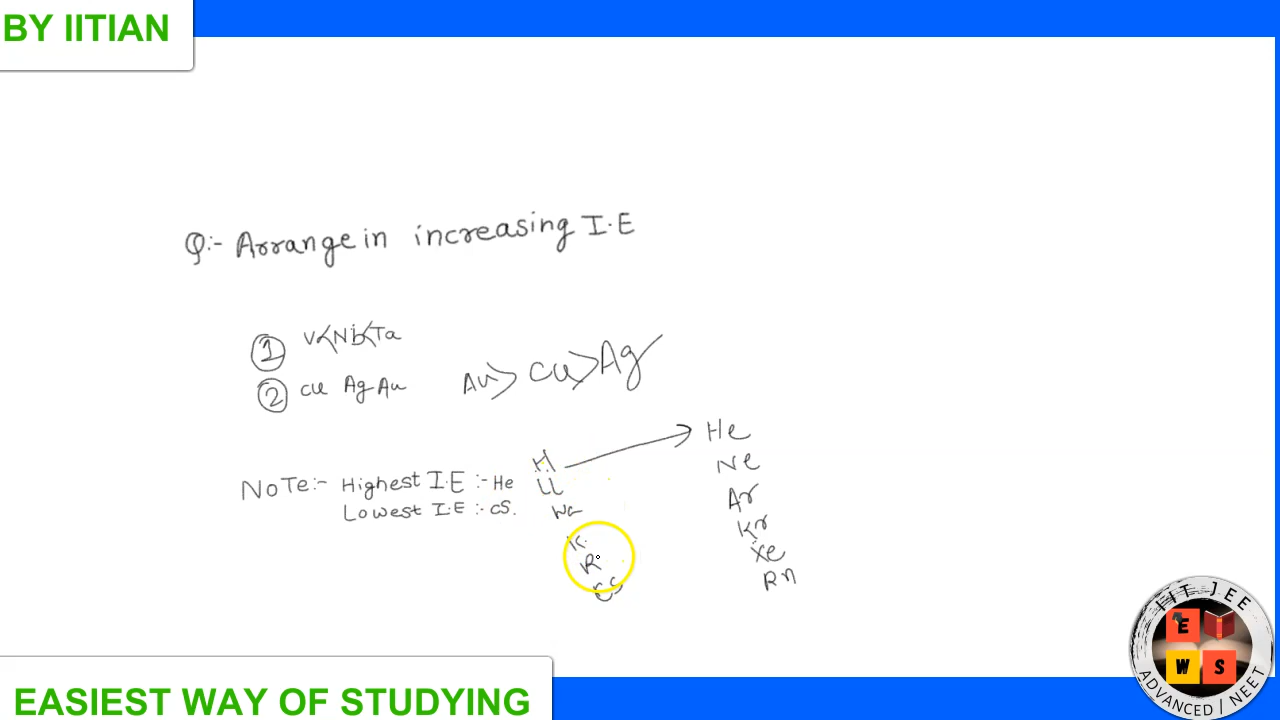 BY IITIAN
Q:- Arrange in increasing I.E
① V<Nb<Ta
② Cu Ag Au Au>Cu>Ag
NOTE:- Highest I.E :- He
Lowest I.E :- Cs.
H
Li
Na
K
R
Cs
He
Ne
Ar
Kr
Xe
Rn
EASIEST WAY OF STUDYING
IIT JEE
E
W S
ADVANCED / NEET